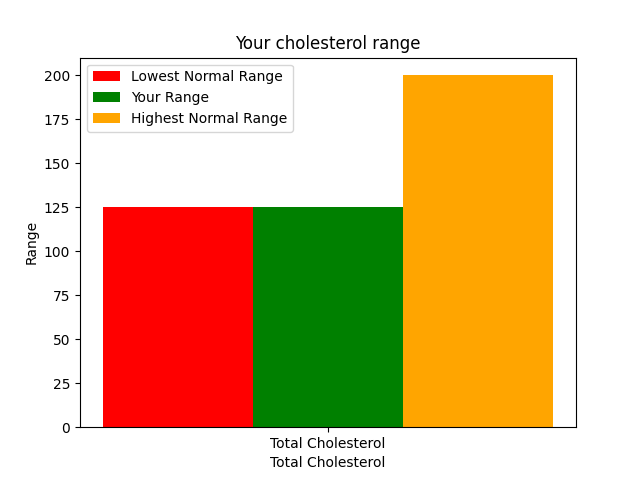 Your cholesterol range
Lowest Normal Range
Your Range
Highest Normal Range
200
175
150
125
100
75
50
25
0
Range
Total Cholesterol
Total Cholesterol